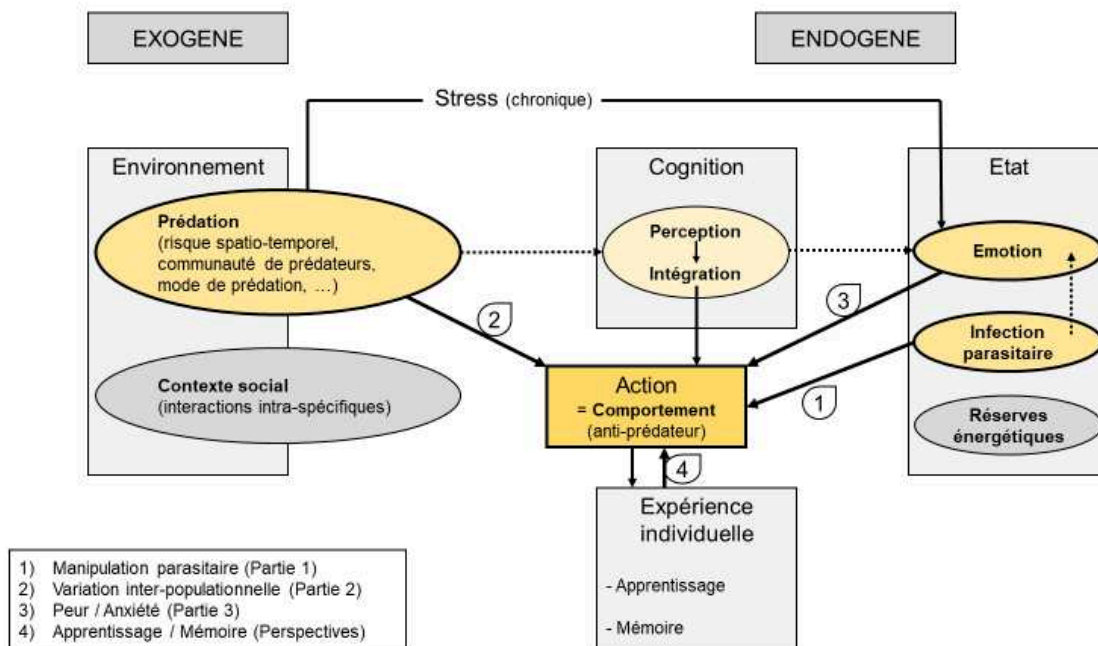 EXOGENE
ENDOGENE
Stress (chronique)
Environnement
Prédation
(risque spatio-temporel,
communauté de prédateurs,
mode de prédation, …)
Contexte social
(interactions intra-spécifiques)
Cognition
Perception
Intégration
Etat
Emotion
Infection
parasitaire
Réserves
énergétiques
2
3
1
Action
= Comportement
(anti-prédateur)
4
Expérience
individuelle
- Apprentissage
- Mémoire
1) Manipulation parasitaire (Partie 1)
2) Variation inter-populationnelle (Partie 2)
3) Peur / Anxiété (Partie 3)
4) Apprentissage / Mémoire (Perspectives)